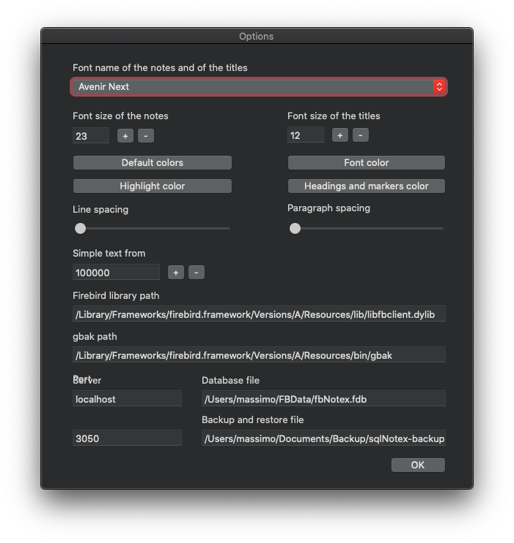 Options
Font name of the notes and of the titles
Avenir Next
Font size of the notes Font size of the titles
23 + - 12 + -
Default colors Font color
Highlight color Headings and markers color
Line spacing Paragraph spacing
Simple text from
100000 + -
Firebird library path
/Library/Frameworks/firebird.framework/Versions/A/Resources/lib/libfbclient.dylib
gbak path
/Library/Frameworks/firebird.framework/Versions/A/Resources/bin/gbak
Port
Server Database file
localhost /Users/massimo/FBData/fbNotex.fdb
Backup and restore file
3050 /Users/massimo/Documents/Backup/sqlNotex-backup
OK